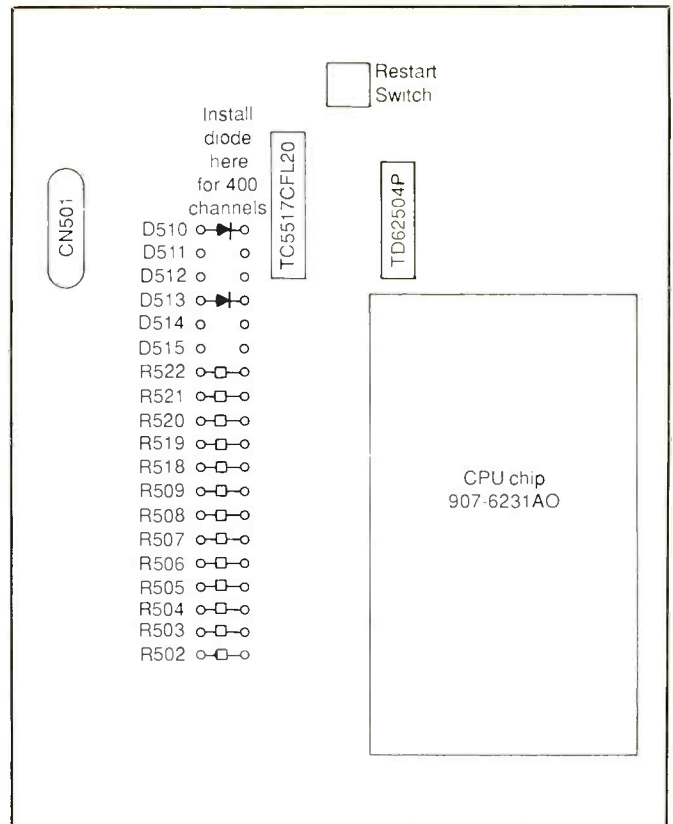 Restart
Switch
Install
diode
here
for 400
channels
CN501
TC5517CFL20
TD62504P
D510
D511
D512
D513
D514
D515
R522
R521
R520
R519
R518
R509
R508
R507
R506
R505
R504
R503
R502
CPU chip
907-6231AO